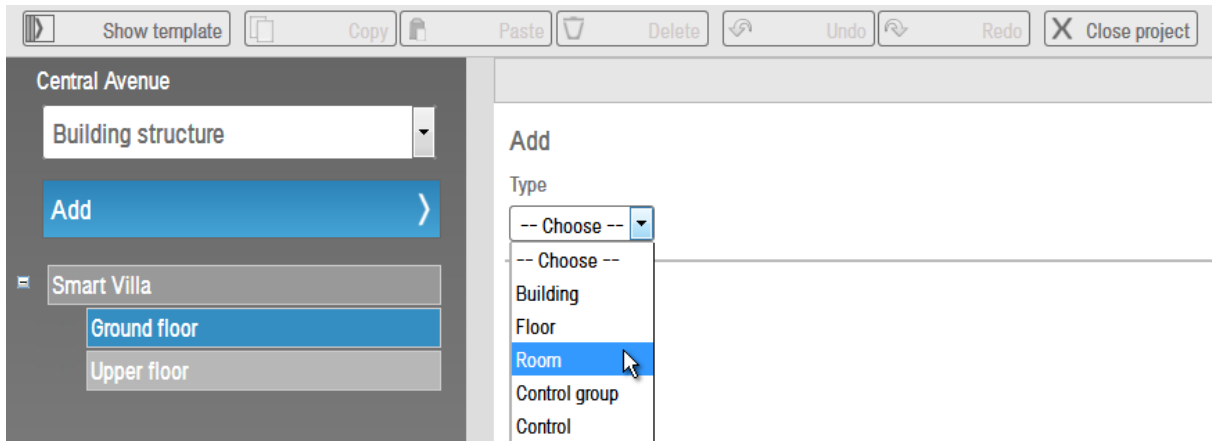 Show template Copy Paste Delete Undo Redo Close project
Central Avenue
Building structure
Add
Smart Villa
Ground floor
Upper floor
Add
Type
-- Choose --
-- Choose --
Building
Floor
Room
Control group
Control